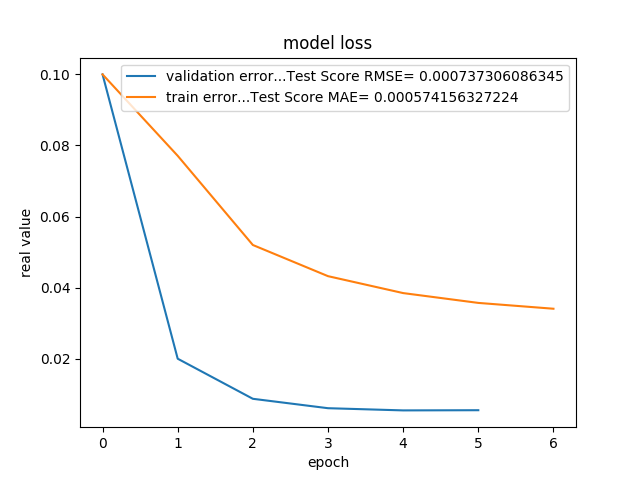 model loss
validation error...Test Score RMSE= 0.000737306086345
train error...Test Score MAE= 0.000574156327224
0.10
0.08
0.06
0.04
0.02
real value
0 1 2 3 4 5 6
epoch